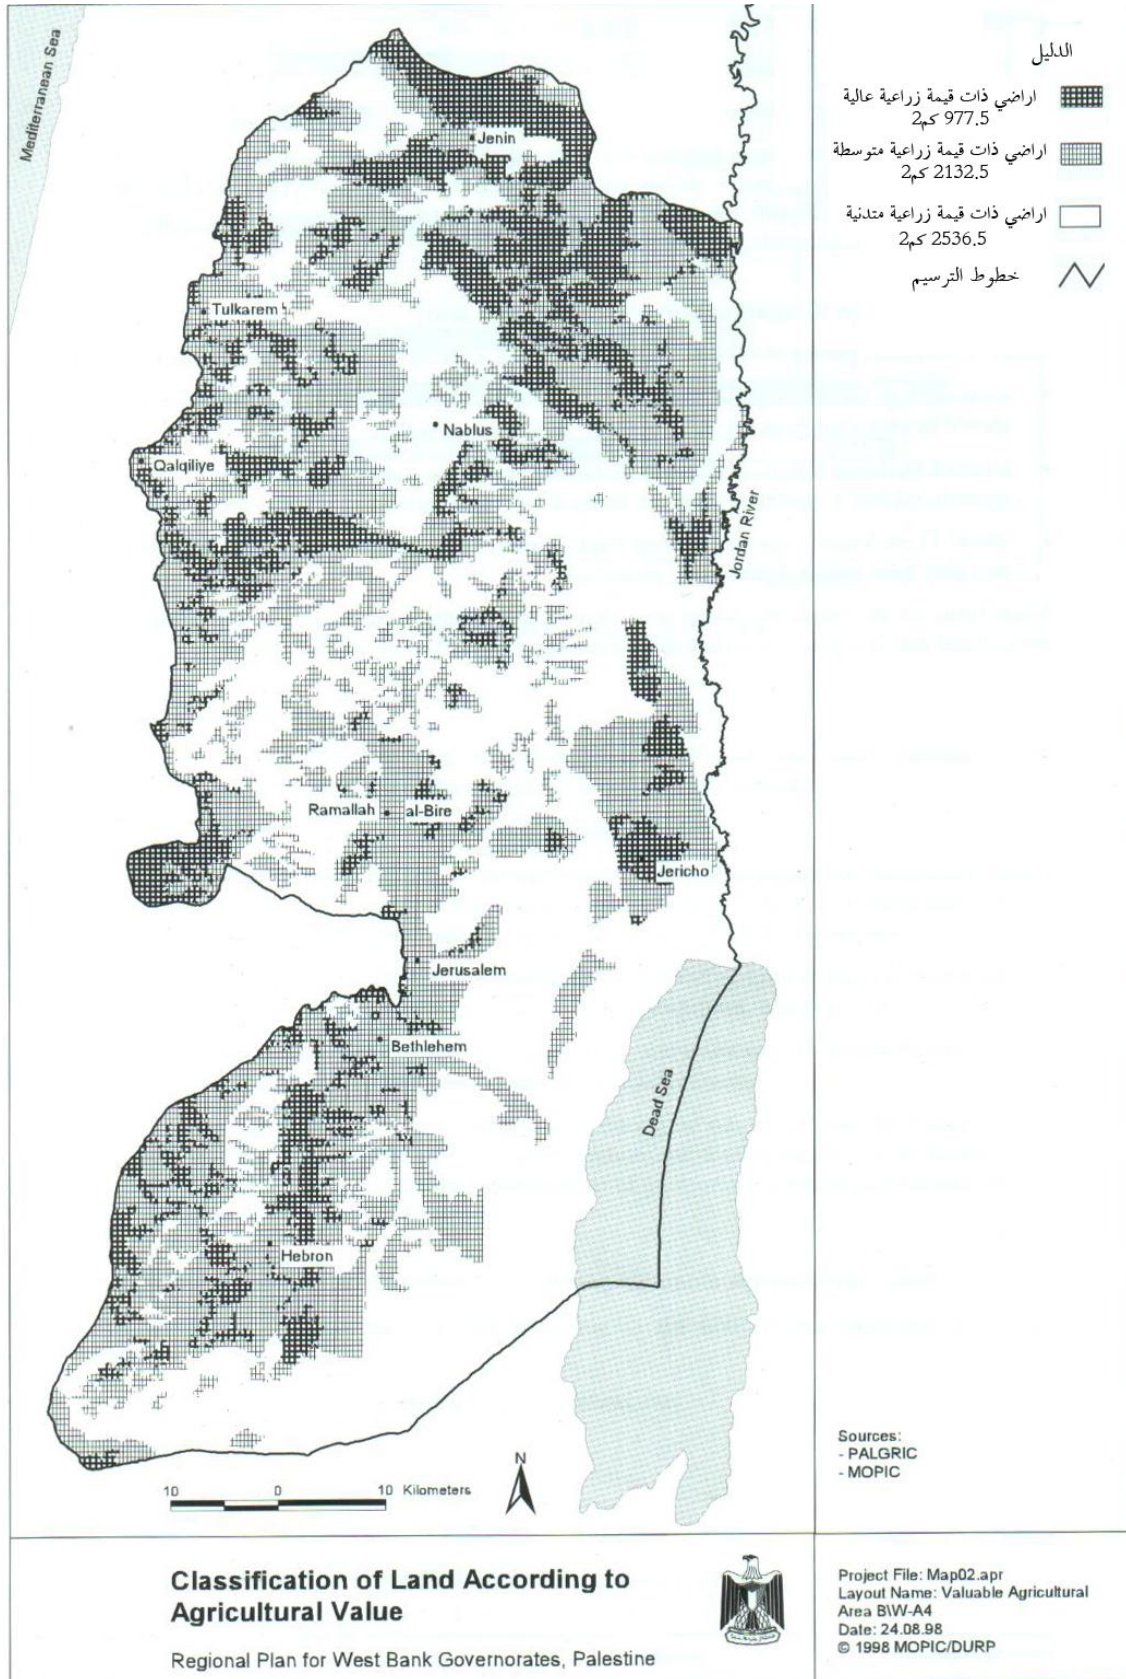 Mediterranean Sea
الدليل
اراضي ذات قيمة زراعية عالية
977.5 كم2
اراضي ذات قيمة زراعية متوسطة
2132.5 كم2
اراضي ذات قيمة زراعية متدنية
2536.5 كم2
خطوط الترسيم
Jenin
Tulkarem
Nablus
Qalqiliye
Jordan River
Ramallah
al-Bire
Jericho
Jerusalem
Bethlehem
Dead Sea
Hebron
Sources:
- PALGRIC
- MOPIC
N
10 0 10 Kilometers
Classification of Land According to
Agricultural Value
Regional Plan for West Bank Governorates, Palestine
Project File: Map02.apr
Layout Name: Valuable Agricultural
Area B\W-A4
Date: 24.08.98
© 1998 MOPIC/DURP